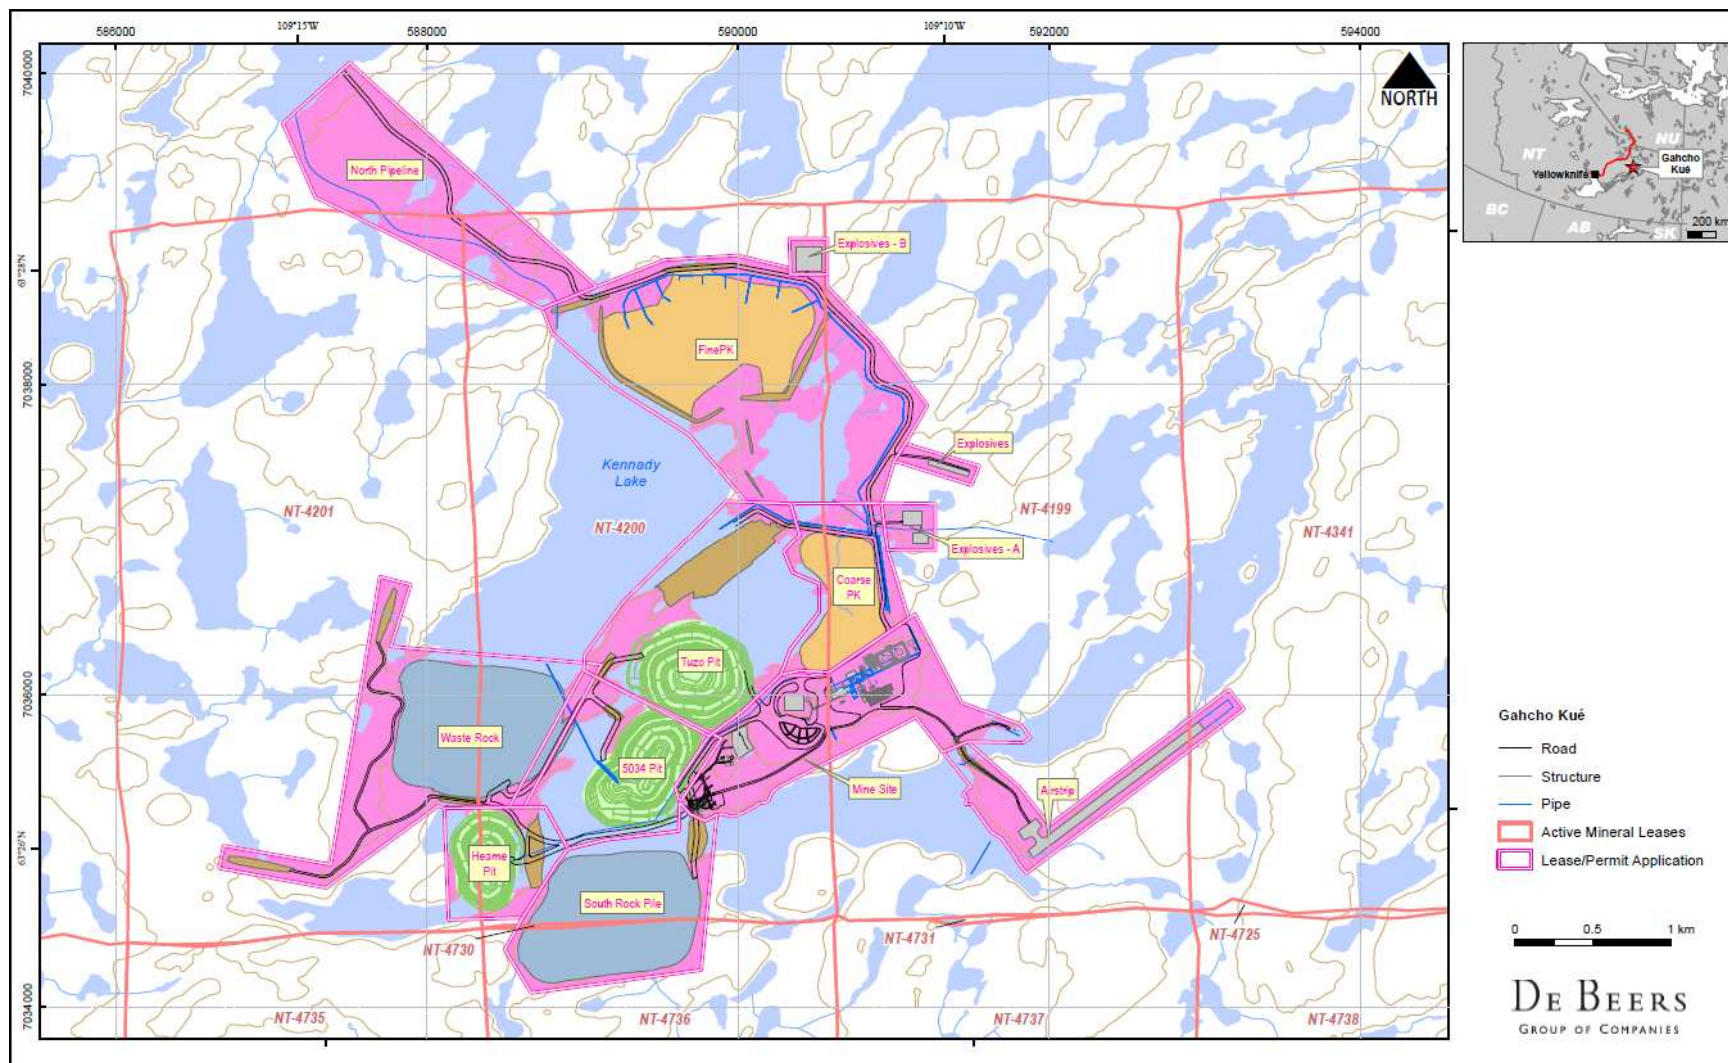 586000
109°15'W
588000
590000
109°10'W
592000
594000
7040000
NORTH
North Pipeline
Explosives - B
63°28'N
FinePK
7038000
Explosives
Kennady
Lake
NT-4201
NT-4200
NT-4199
NT-4341
Explosives - A
Coarse
PK
Tuzo Pit
7036000
Waste Rock
5034 Pit
Mine Site
Airstrip
63°26'N
Hearne
Pit
South Rock Pile
NT-4730
NT-4731
NT-4725
7034000
NT-4735
NT-4736
NT-4737
NT-4738
NU
NT
Gahcho
Kué
Yellowknife
BC
AB
SK
200 km
Gahcho Kué
Road
Structure
Pipe
Active Mineral Leases
Lease/Permit Application
0 0.5 1 km
DE BEERS
GROUP OF COMPANIES